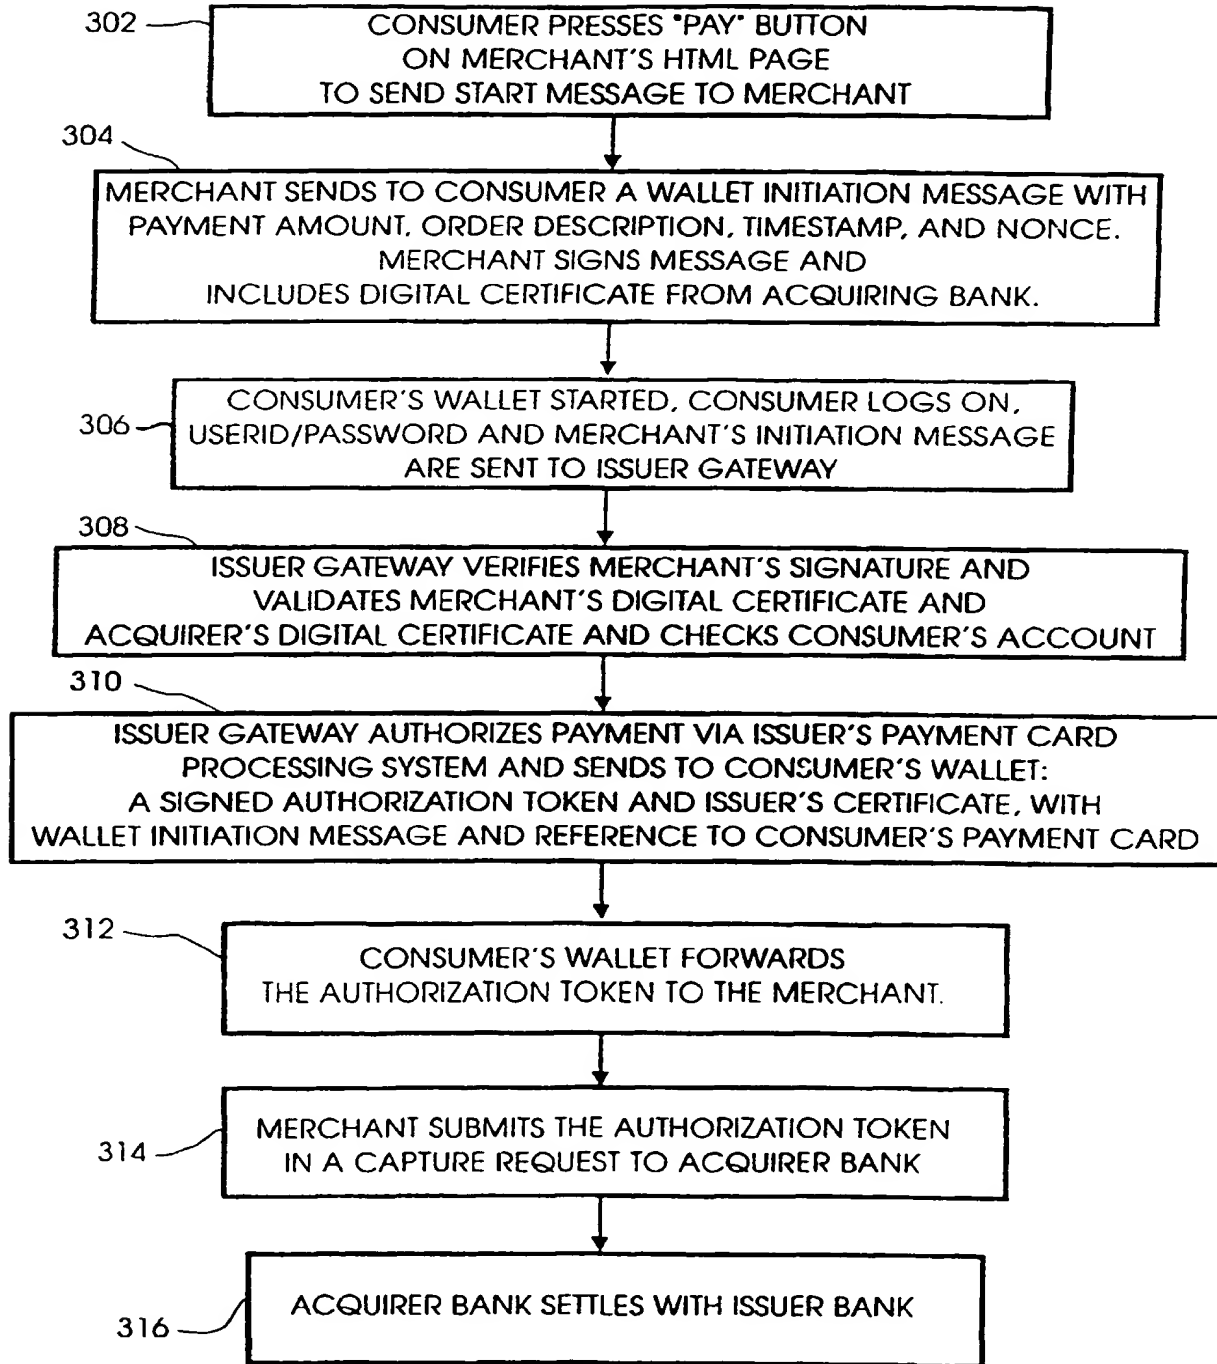 302
CONSUMER PRESSES "PAY" BUTTON
ON MERCHANT'S HTML PAGE
TO SEND START MESSAGE TO MERCHANT
304
MERCHANT SENDS TO CONSUMER A WALLET INITIATION MESSAGE WITH
PAYMENT AMOUNT, ORDER DESCRIPTION, TIMESTAMP, AND NONCE.
MERCHANT SIGNS MESSAGE AND
INCLUDES DIGITAL CERTIFICATE FROM ACQUIRING BANK.
306
CONSUMER'S WALLET STARTED, CONSUMER LOGS ON,
USERID/PASSWORD AND MERCHANT'S INITIATION MESSAGE
ARE SENT TO ISSUER GATEWAY
308
ISSUER GATEWAY VERIFIES MERCHANT'S SIGNATURE AND
VALIDATES MERCHANT'S DIGITAL CERTIFICATE AND
ACQUIRER'S DIGITAL CERTIFICATE AND CHECKS CONSUMER'S ACCOUNT
310
ISSUER GATEWAY AUTHORIZES PAYMENT VIA ISSUER'S PAYMENT CARD
PROCESSING SYSTEM AND SENDS TO CONSUMER'S WALLET:
A SIGNED AUTHORIZATION TOKEN AND ISSUER'S CERTIFICATE, WITH
WALLET INITIATION MESSAGE AND REFERENCE TO CONSUMER'S PAYMENT CARD
312
CONSUMER'S WALLET FORWARDS
THE AUTHORIZATION TOKEN TO THE MERCHANT.
314
MERCHANT SUBMITS THE AUTHORIZATION TOKEN
IN A CAPTURE REQUEST TO ACQUIRER BANK
316
ACQUIRER BANK SETTLES WITH ISSUER BANK